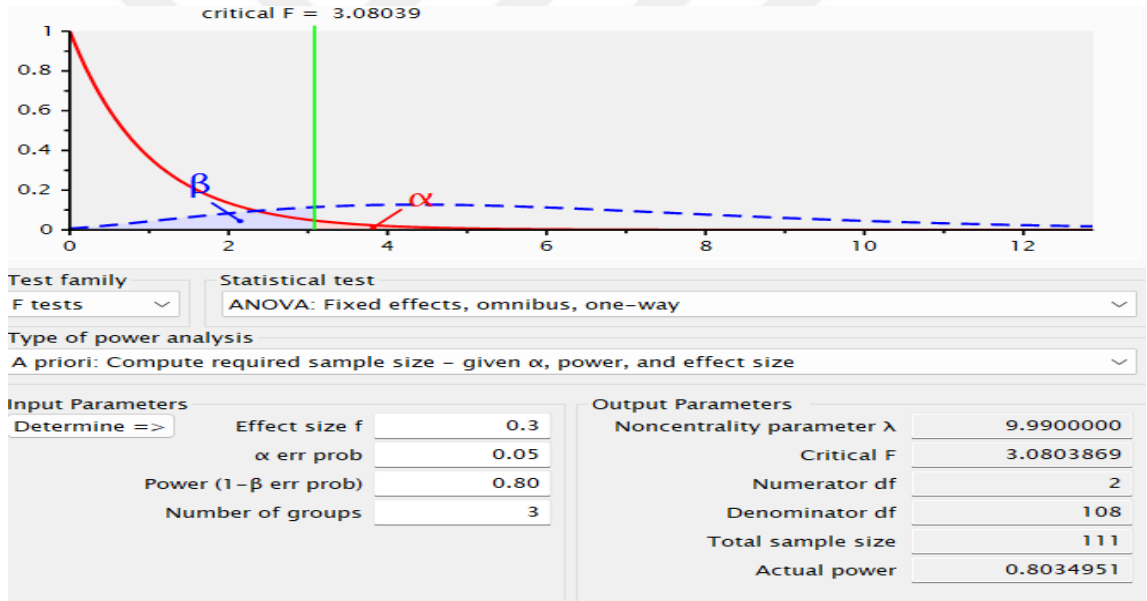 critical F = 3.08039
1
0.8
0.6
0.4
0.2
0
β
α
0 2 4 6 8 10 12
Test family Statistical test
F tests ANOVA: Fixed effects, omnibus, one-way
Type of power analysis
A priori: Compute required sample size - given α, power, and effect size
Input Parameters Output Parameters
Determine => Effect size f 0.3 Noncentrality parameter λ 9.9900000
α err prob 0.05 Critical F 3.0803869
Power (1-β err prob) 0.80 Numerator df 2
Number of groups 3 Denominator df 108
Total sample size 111
Actual power 0.8034951